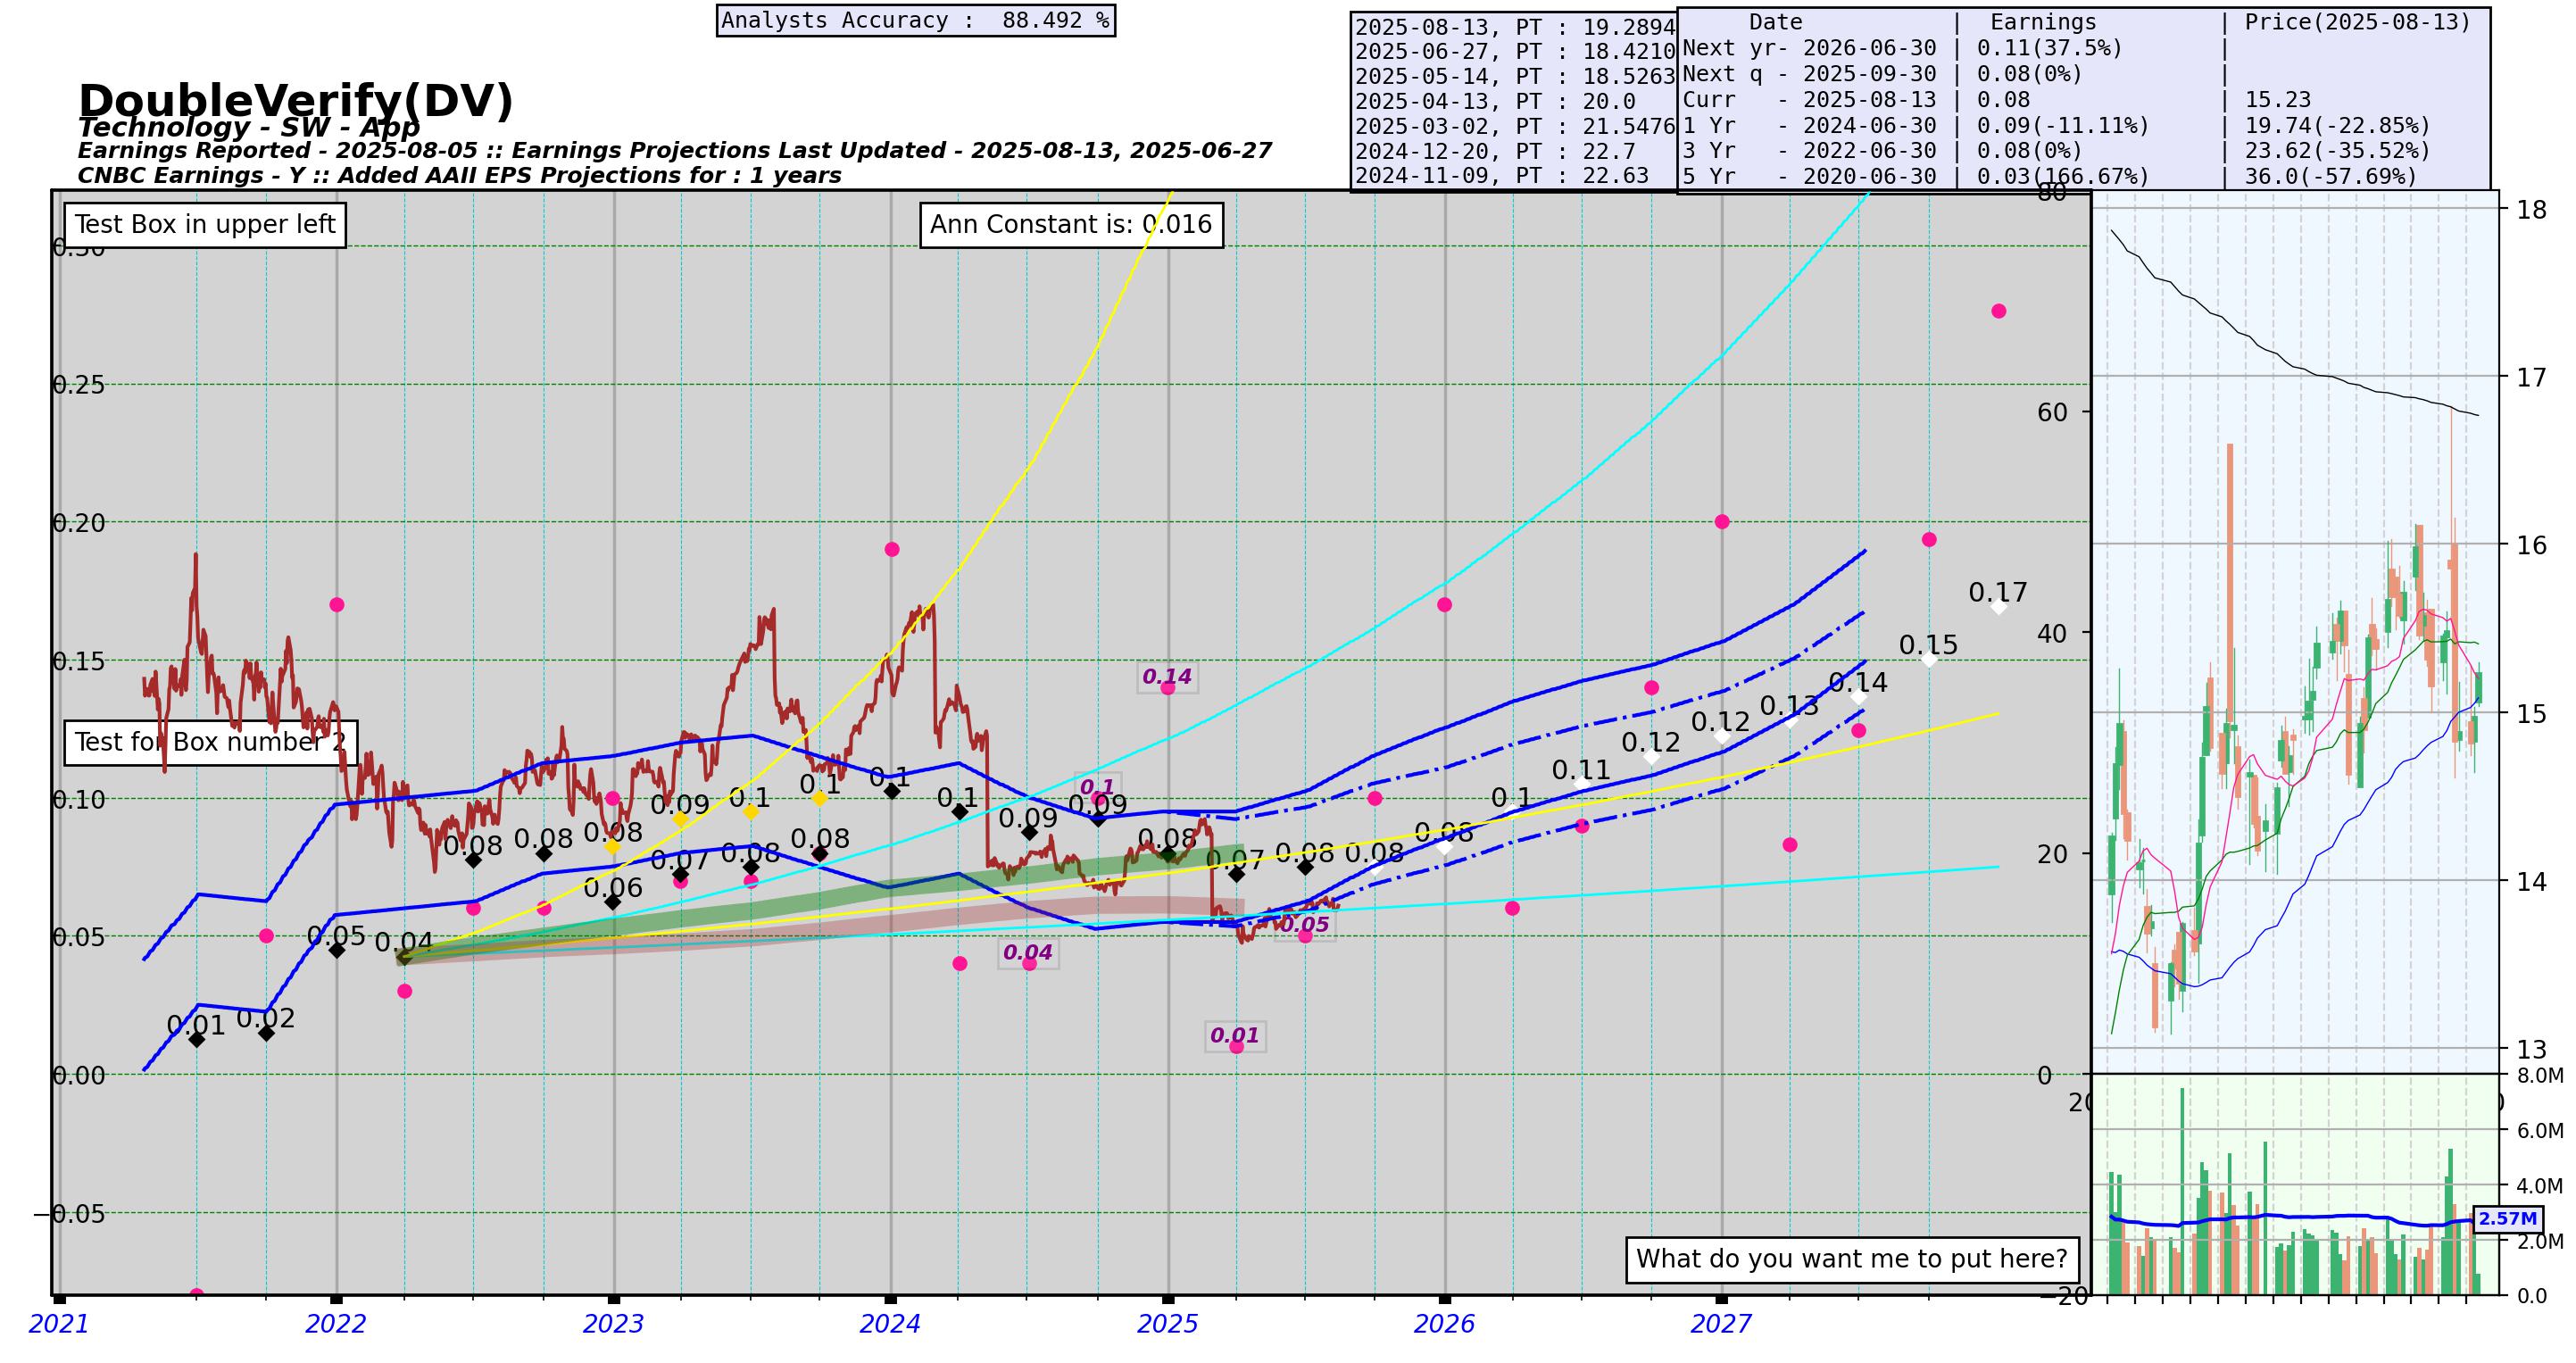 Analysts Accuracy :  88.492 %
2025-08-13, PT : 19.2894
2025-06-27, PT : 18.4210
2025-05-14, PT : 18.5263
2025-04-13, PT : 20.0
2025-03-02, PT : 21.5476
2024-12-20, PT : 22.7
2024-11-09, PT : 22.63
Date | Earnings | Price(2025-08-13)
Next yr- 2026-06-30 | 0.11(37.5%) |
Next q - 2025-09-30 | 0.08(0%) |
Curr - 2025-08-13 | 0.08 | 15.23
1 Yr - 2024-06-30 | 0.09(-11.11%) | 19.74(-22.85%)
3 Yr - 2022-06-30 | 0.08(0%) | 23.62(-35.52%)
5 Yr - 2020-06-30 | 0.03(166.67%) | 36.0(-57.69%)
DoubleVerify(DV)
Technology - SW - App
Earnings Reported - 2025-08-05 :: Earnings Projections Last Updated - 2025-08-13, 2025-06-27
CNBC Earnings - Y :: Added AAII EPS Projections for : 1 years
Test Box in upper left
Ann Constant is: 0.016
Test for Box number 2
What do you want me to put here?
0.30
0.25
0.20
0.15
0.10
0.05
0.00
−0.05
0.01
0.02
0.05
0.04
0.08
0.08
0.08
0.06
0.09
0.07
0.1
0.08
0.1
0.08
0.1
0.1
0.09
0.04
0.1
0.09
0.14
0.08
0.07
0.01
0.08
0.05
0.08
0.08
0.1
0.11
0.12
0.12
0.13
0.14
0.15
0.17
80
60
40
20
0
−20
18
17
16
15
14
13
8.0M
6.0M
4.0M
2.57M
2.0M
0.0
2021
2022
2023
2024
2025
2026
2027